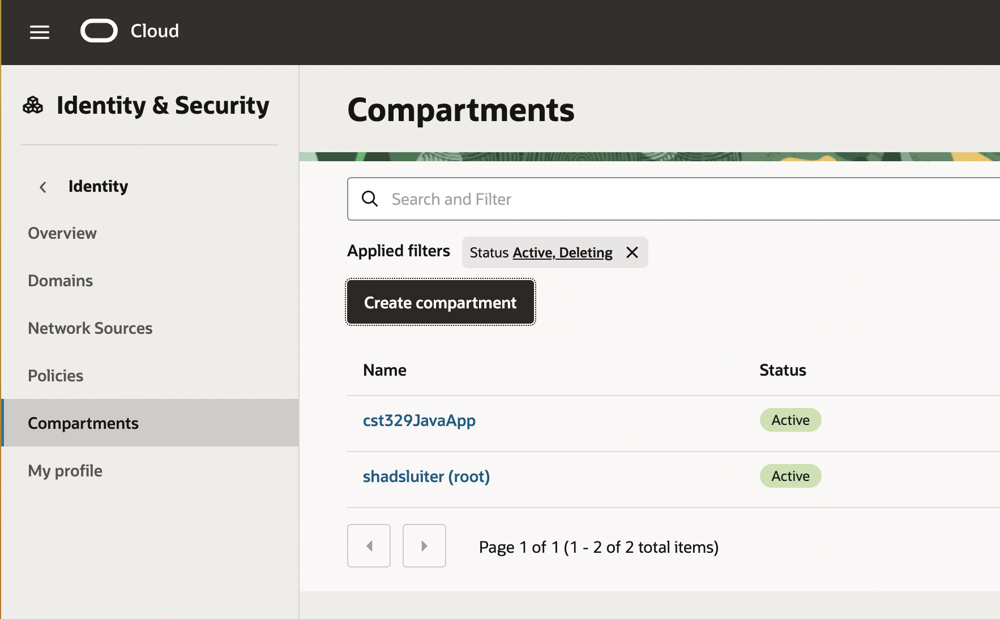 Cloud
Identity & Security
Identity
Overview
Domains
Network Sources
Policies
Compartments
My profile
Compartments
Search and Filter
Applied filters Status Active, Deleting
Create compartment
Name Status
cst329JavaApp Active
shadsluiter (root) Active
Page 1 of 1 (1 - 2 of 2 total items)